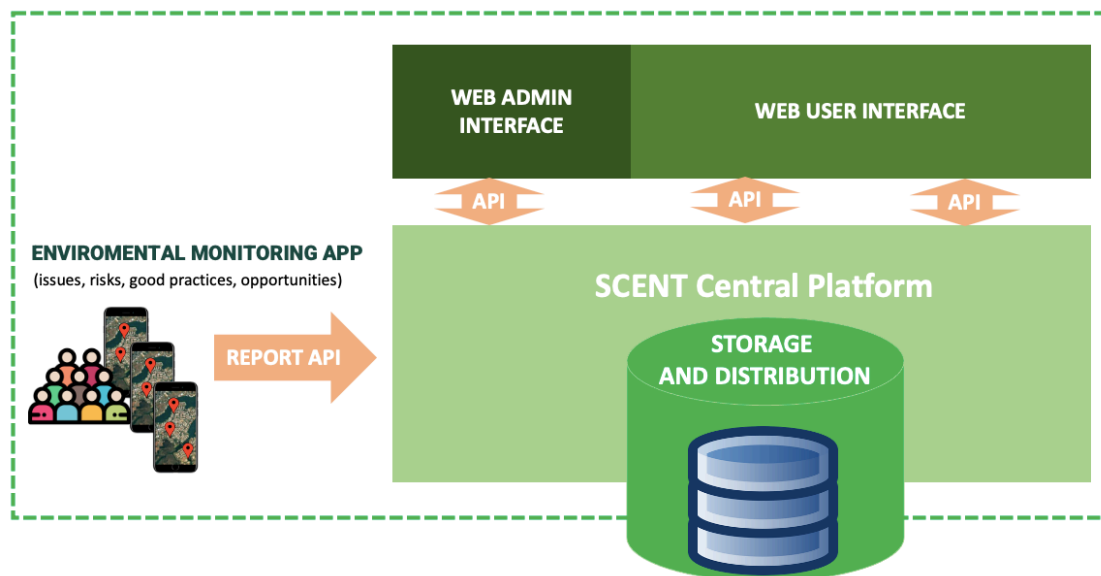 WEB ADMIN
INTERFACE
WEB USER INTERFACE
API
API
API
ENVIROMENTAL MONITORING APP
(issues, risks, good practices, opportunities)
REPORT API
SCENT Central Platform
STORAGE
AND DISTRIBUTION